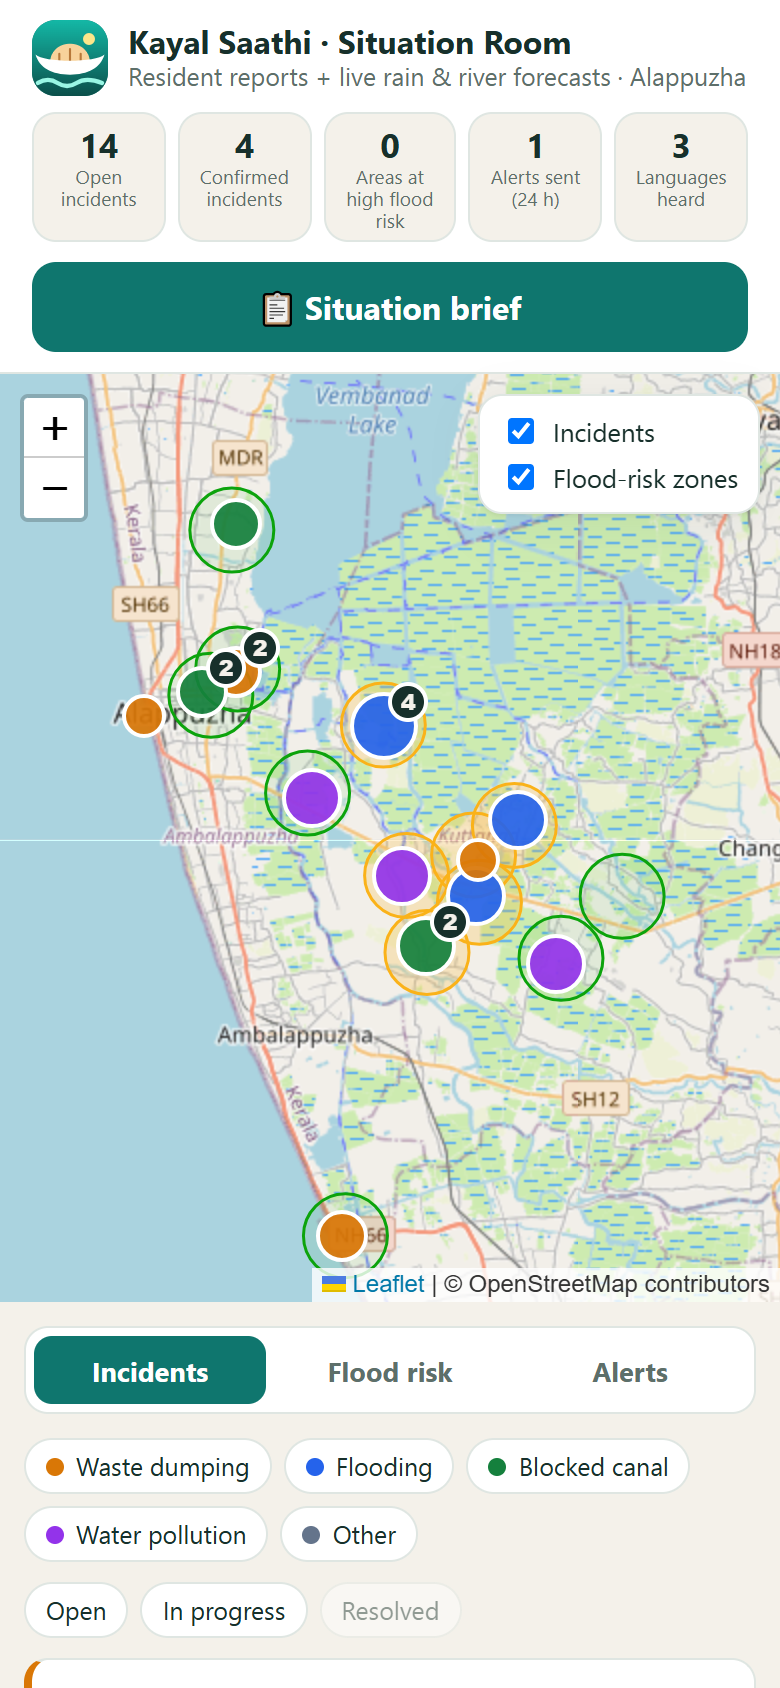 Kayal Saathi · Situation Room
Resident reports + live rain & river forecasts · Alappuzha
14
Open
incidents
4
Confirmed
incidents
0
Areas at
high flood
risk
1
Alerts sent
(24 h)
3
Languages
heard
📋 Situation brief
+
−
Incidents
Flood-risk zones
Vembanad
Lake
MDR
Kerala
SH66
NH18
2
2
Alappuzha
4
Ambalappuzha
Chang
2
Ambalappuzha
Kerala
SH12
NH66
Leaflet | © OpenStreetMap contributors
Incidents
Flood risk
Alerts
Waste dumping
Flooding
Blocked canal
Water pollution
Other
Open
In progress
Resolved